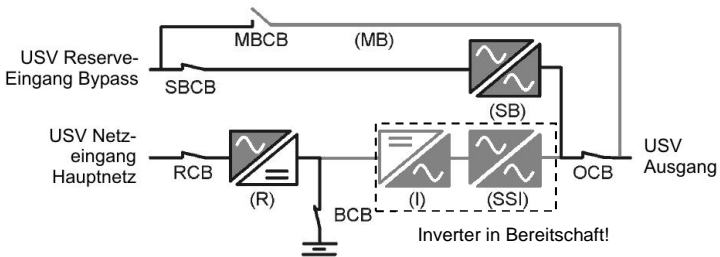 MBCB
(MB)
USV Reserve-
Eingang Bypass
SBCB
(SB)
USV Netz-
eingang
Hauptnetz
RCB
(R)
BCB
(I)
(SSI)
OCB
USV
Ausgang
Inverter in Bereitschaft!